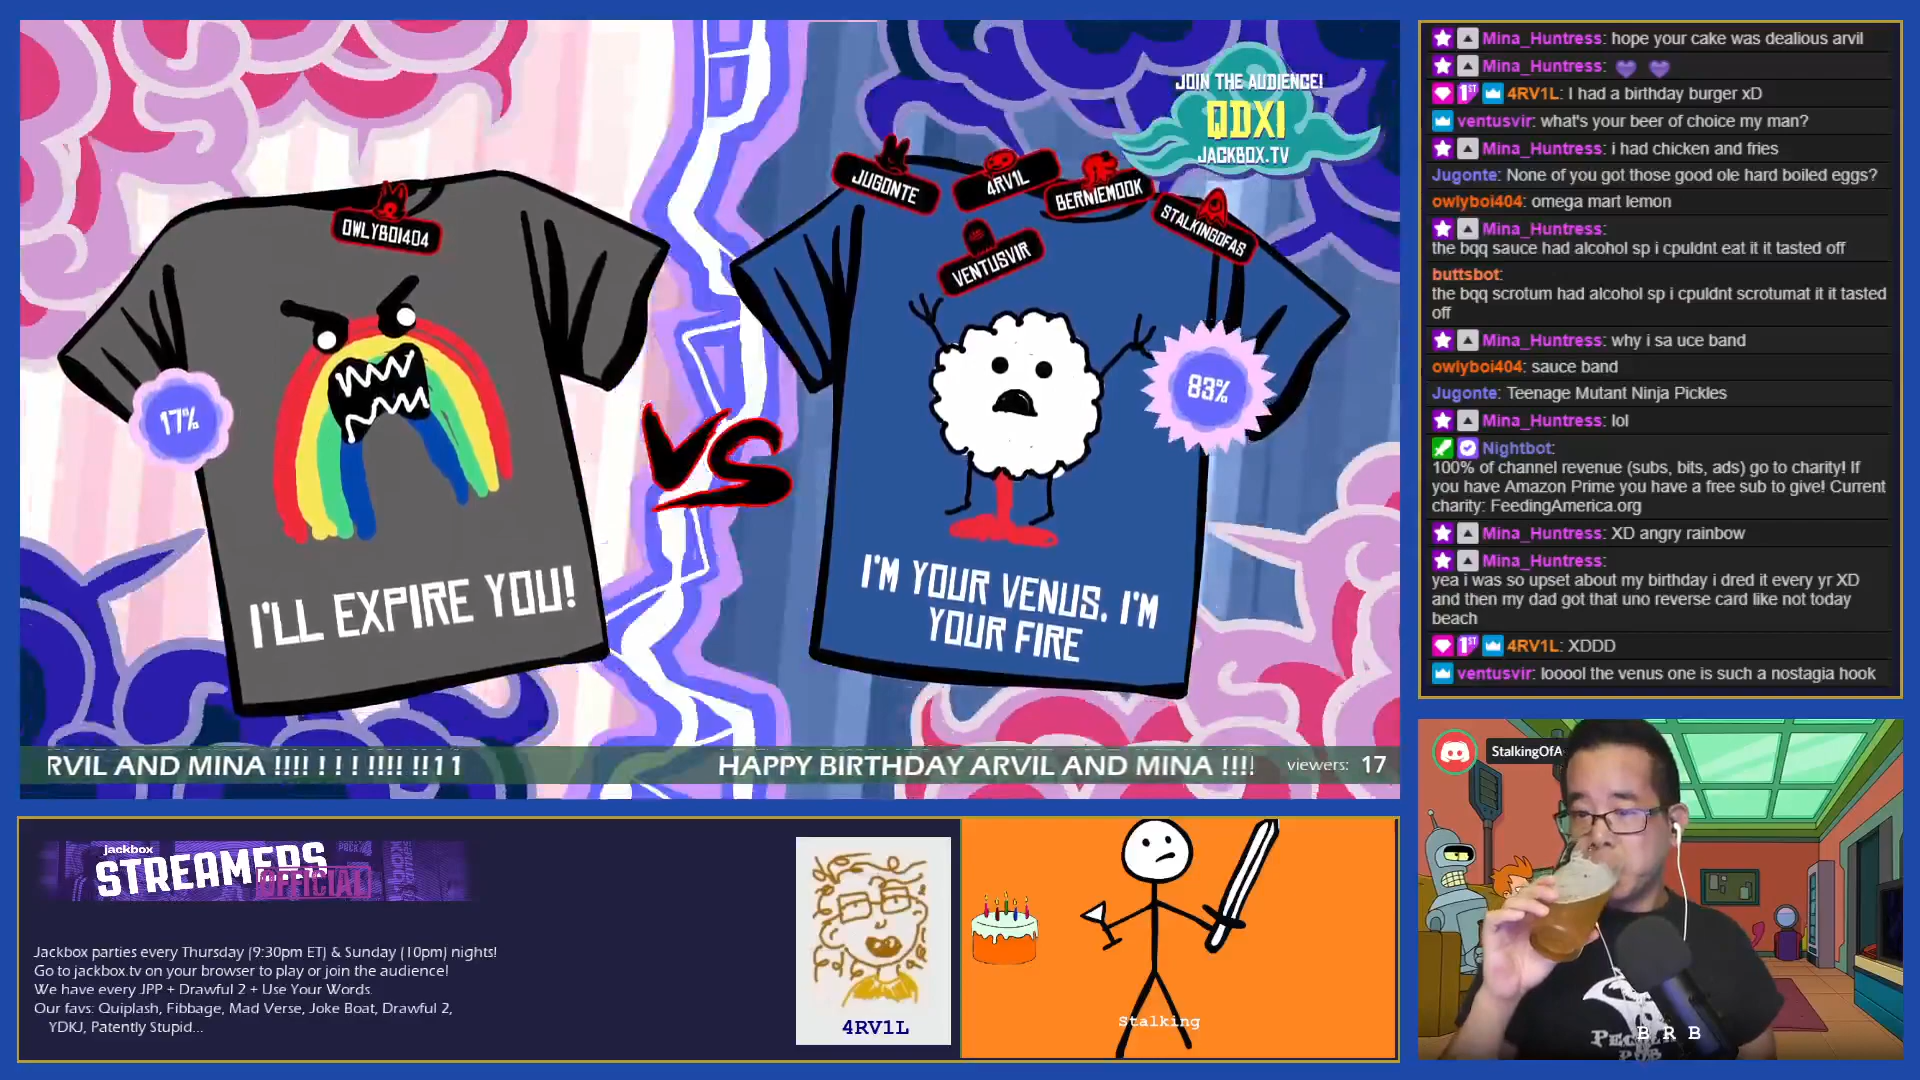 JOIN THE AUDIENCE!
QDXI
JACKBOX.TV
OWLYBOI404
JUGONTE
4RV1L
BERNIEMOOK
STALKINGOFAS
VENTUSVIR
17%
83%
VS
I'LL EXPIRE YOU!
I'M YOUR VENUS, I'M
YOUR FIRE
RVIL AND MINA !!!! ! ! ! !!!! !!11
HAPPY BIRTHDAY ARVIL AND MINA !!!!
viewers: 17
jackbox
STREAMERS
OFFICIAL
Jackbox parties every Thursday (9:30pm ET) & Sunday (10pm) nights!
Go to jackbox.tv on your browser to play or join the audience!
We have every JPP + Drawful 2 + Use Your Words.
Our favs: Quiplash, Fibbage, Mad Verse, Joke Boat, Drawful 2,
YDKJ, Patently Stupid...
4RV1L
Stalking
Mina_Huntress: hope your cake was dealious arvil
Mina_Huntress:
1ST 4RV1L: I had a birthday burger xD
ventusvir: what's your beer of choice my man?
Mina_Huntress: i had chicken and fries
Jugonte: None of you got those good ole hard boiled eggs?
owlyboi404: omega mart lemon
Mina_Huntress:
the bqq sauce had alcohol sp i cpuldnt eat it it tasted off
buttsbot:
the bqq scrotum had alcohol sp i cpuldnt scrotumat it it tasted
off
Mina_Huntress: why i sa uce band
owlyboi404: sauce band
Jugonte: Teenage Mutant Ninja Pickles
Mina_Huntress: lol
Nightbot:
100% of channel revenue (subs, bits, ads) go to charity! If
you have Amazon Prime you have a free sub to give! Current
charity: FeedingAmerica.org
Mina_Huntress: XD angry rainbow
Mina_Huntress:
yea i was so upset about my birthday i dred it every yr XD
and then my dad got that uno reverse card like not today
beach
1ST 4RV1L: XDDD
ventusvir: looool the venus one is such a nostagia hook
StalkingOfA
B R B